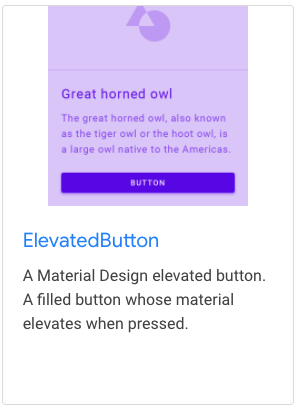 Great horned owl
The great horned owl, also known
as the tiger owl or the hoot owl, is
a large owl native to the Americas.
BUTTON
ElevatedButton
A Material Design elevated button.
A filled button whose material
elevates when pressed.